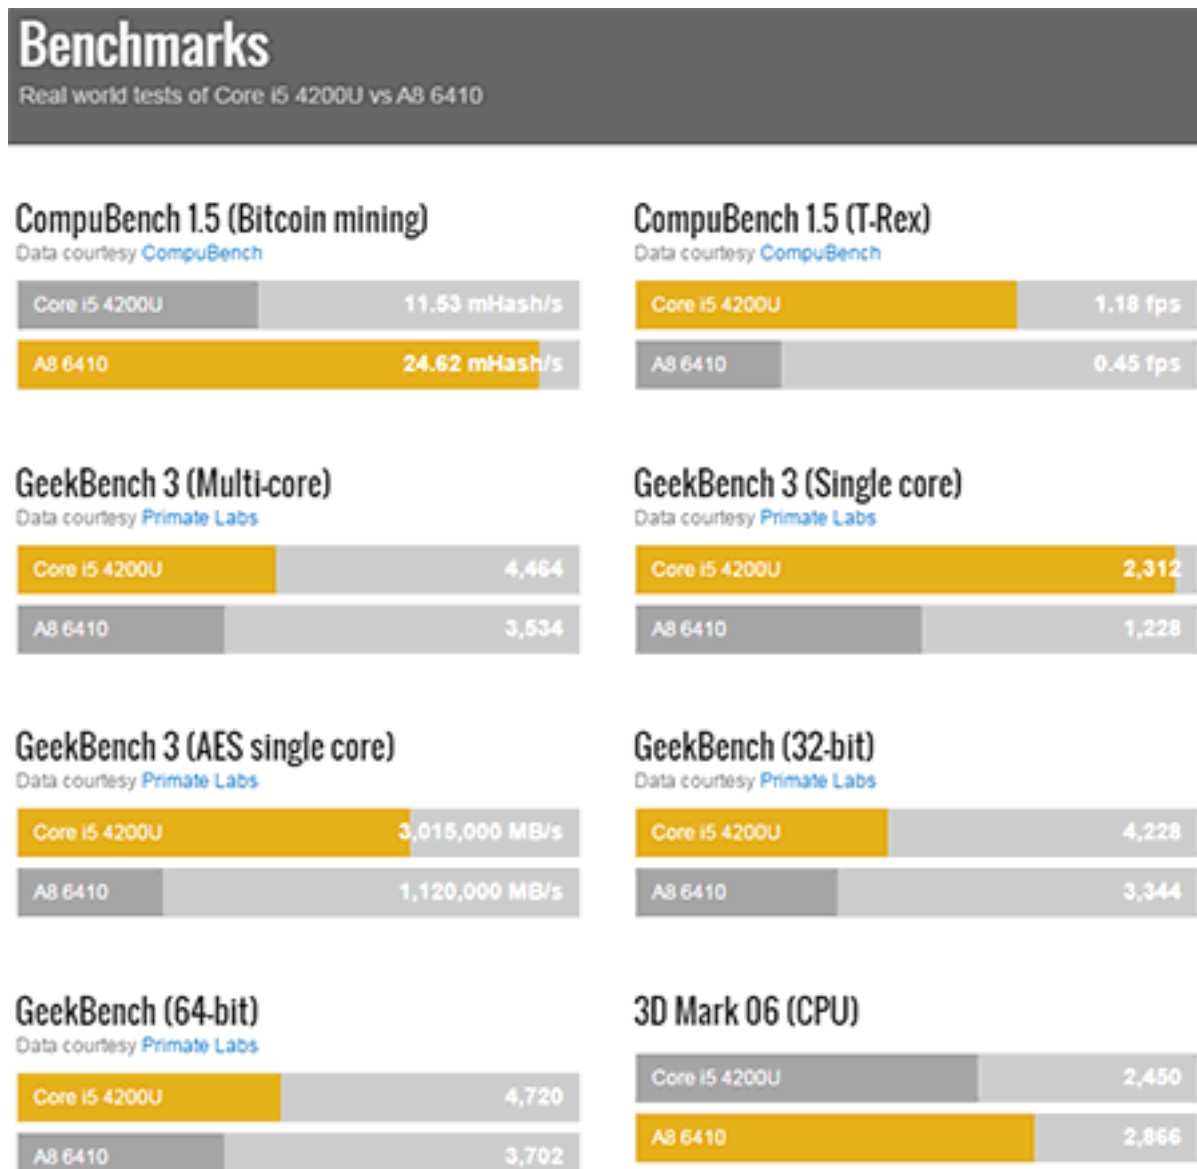 Benchmarks
Real world tests of Core i5 4200U vs A8 6410
CompuBench 1.5 (Bitcoin mining)
Data courtesy CompuBench
Core i5 4200U 11.53 mHash/s
A8 6410 24.62 mHash/s
CompuBench 1.5 (T-Rex)
Data courtesy CompuBench
Core i5 4200U 1.18 fps
A8 6410 0.45 fps
GeekBench 3 (Multi-core)
Data courtesy Primate Labs
Core i5 4200U 4,464
A8 6410 3,534
GeekBench 3 (Single core)
Data courtesy Primate Labs
Core i5 4200U 2,312
A8 6410 1,228
GeekBench 3 (AES single core)
Data courtesy Primate Labs
Core i5 4200U 3,015,000 MB/s
A8 6410 1,120,000 MB/s
GeekBench (32-bit)
Data courtesy Primate Labs
Core i5 4200U 4,228
A8 6410 3,344
GeekBench (64-bit)
Data courtesy Primate Labs
Core i5 4200U 4,720
A8 6410 3,702
3D Mark 06 (CPU)
Core i5 4200U 2,450
A8 6410 2,866